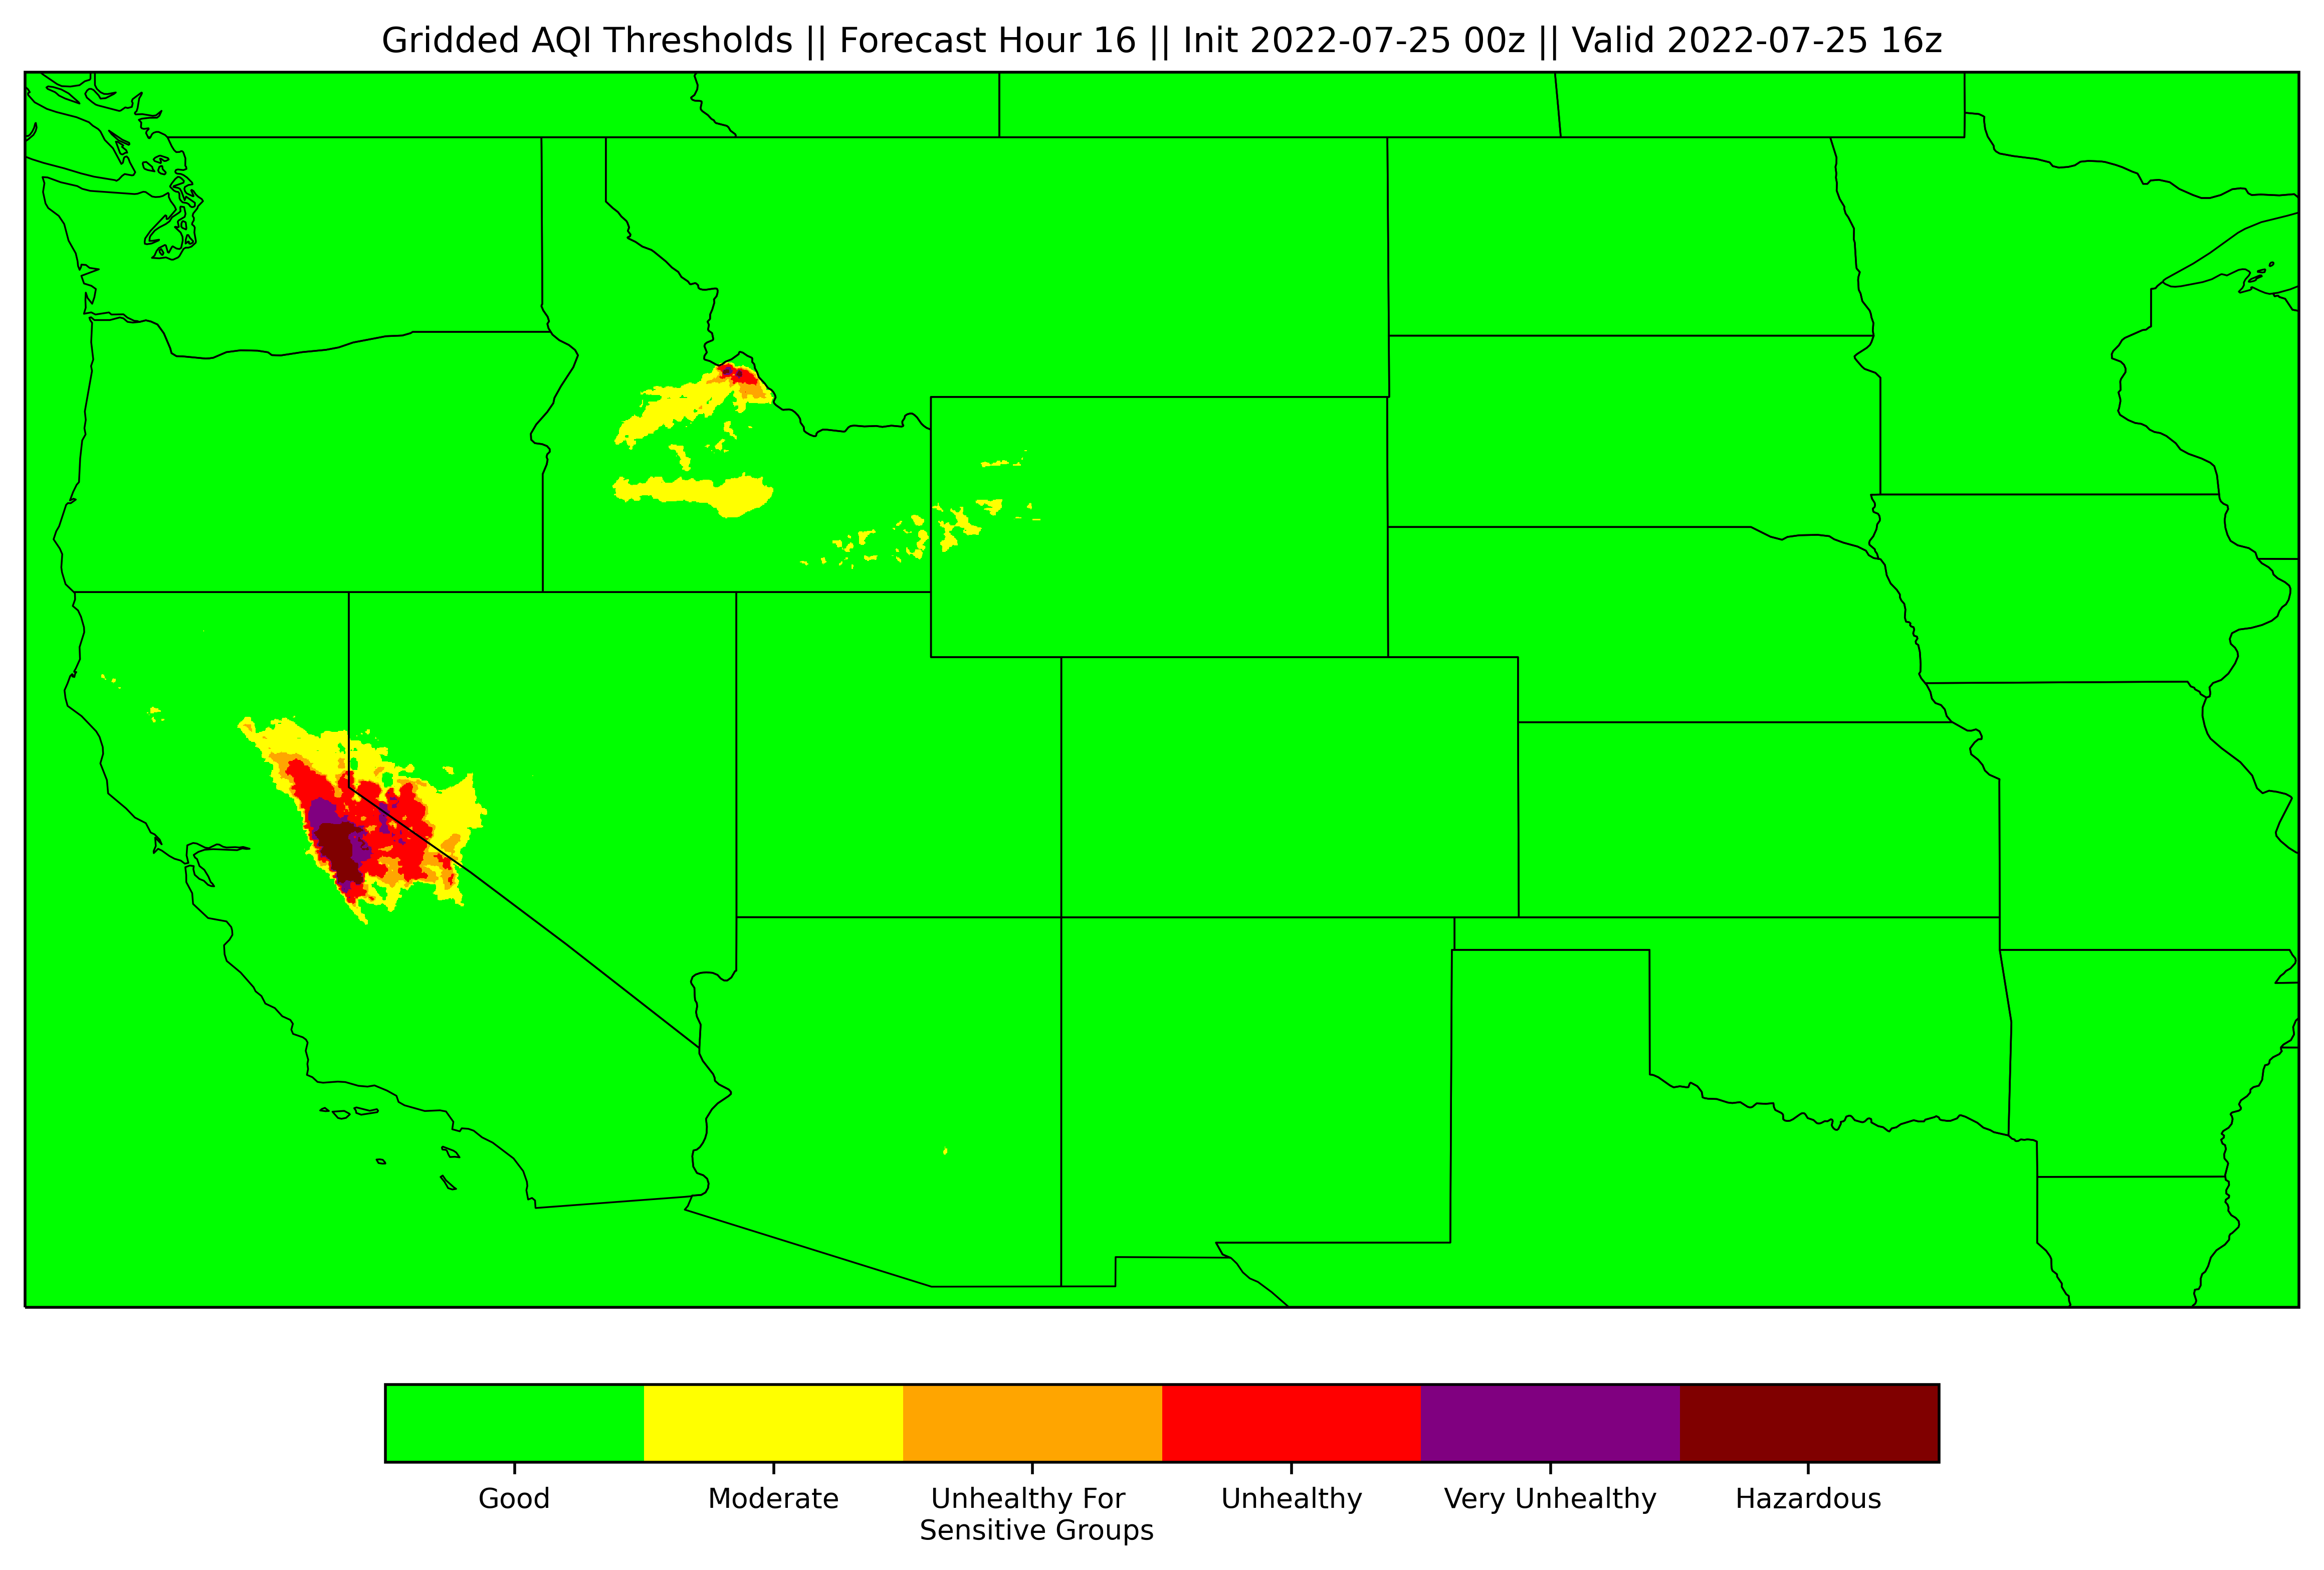 Gridded AQI Thresholds || Forecast Hour 16 || Init 2022-07-25 00z || Valid 2022-07-25 16z
Good Moderate Unhealthy For Unhealthy Very Unhealthy Hazardous
Sensitive Groups